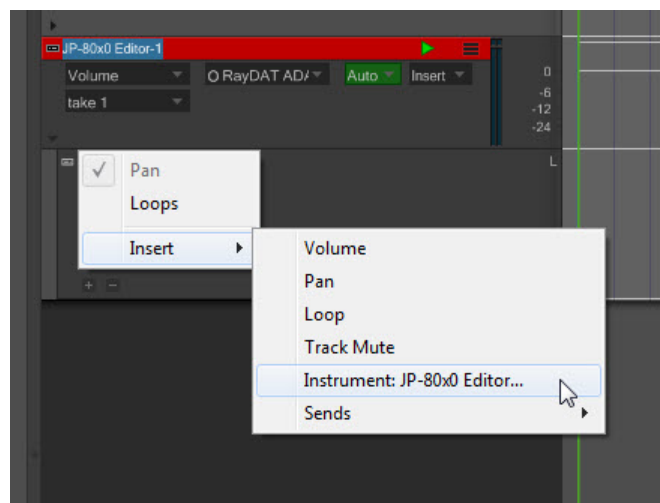 JP-80x0 Editor-1
Volume
O RayDAT ADA
Auto
Insert
take 1
0
-6
-12
-24
L
Pan
Loops
Insert
Volume
Pan
Loop
Track Mute
Instrument: JP-80x0 Editor...
Sends